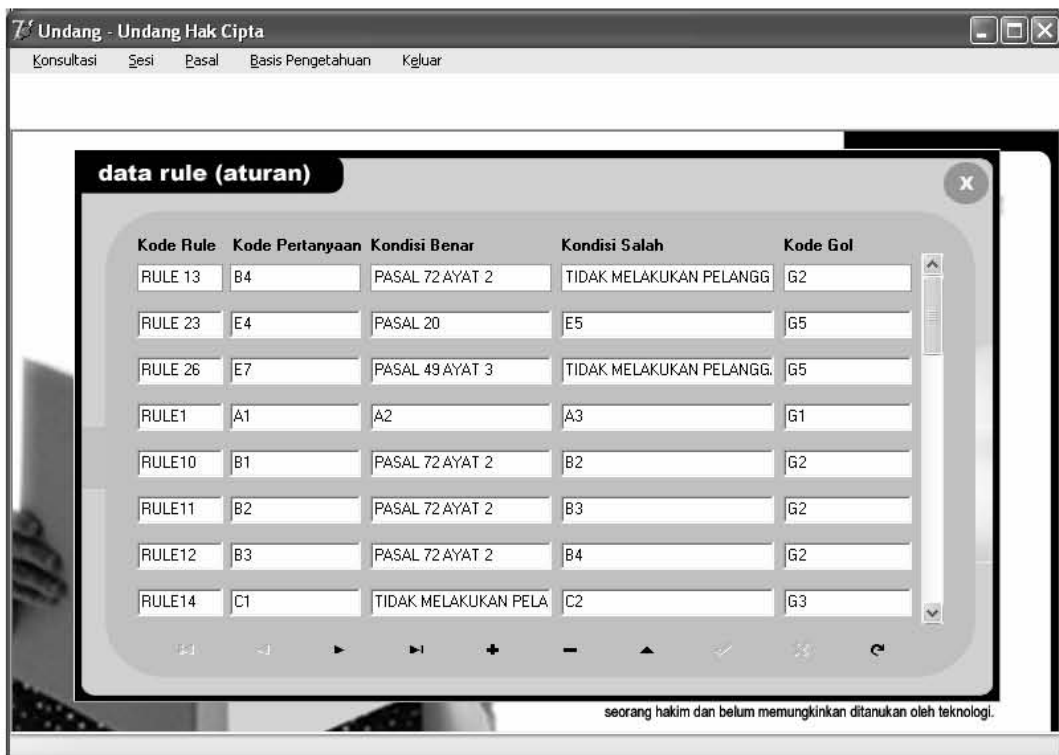 Undang - Undang Hak Cipta
Konsultasi Sesi Pasal Basis Pengetahuan Keluar
data rule (aturan)
x
Kode Rule Kode Pertanyaan Kondisi Benar Kondisi Salah Kode Gol
RULE 13 B4 PASAL 72 AYAT 2 TIDAK MELAKUKAN PELANGG G2
RULE 23 E4 PASAL 20 E5 G5
RULE 26 E7 PASAL 49 AYAT 3 TIDAK MELAKUKAN PELANGG. G5
RULE1 A1 A2 A3 G1
RULE10 B1 PASAL 72 AYAT 2 B2 G2
RULE11 B2 PASAL 72 AYAT 2 B3 G2
RULE12 B3 PASAL 72 AYAT 2 B4 G2
RULE14 C1 TIDAK MELAKUKAN PELA C2 G3
seorang hakim dan belum memungkinkan ditanukan oleh teknologi.